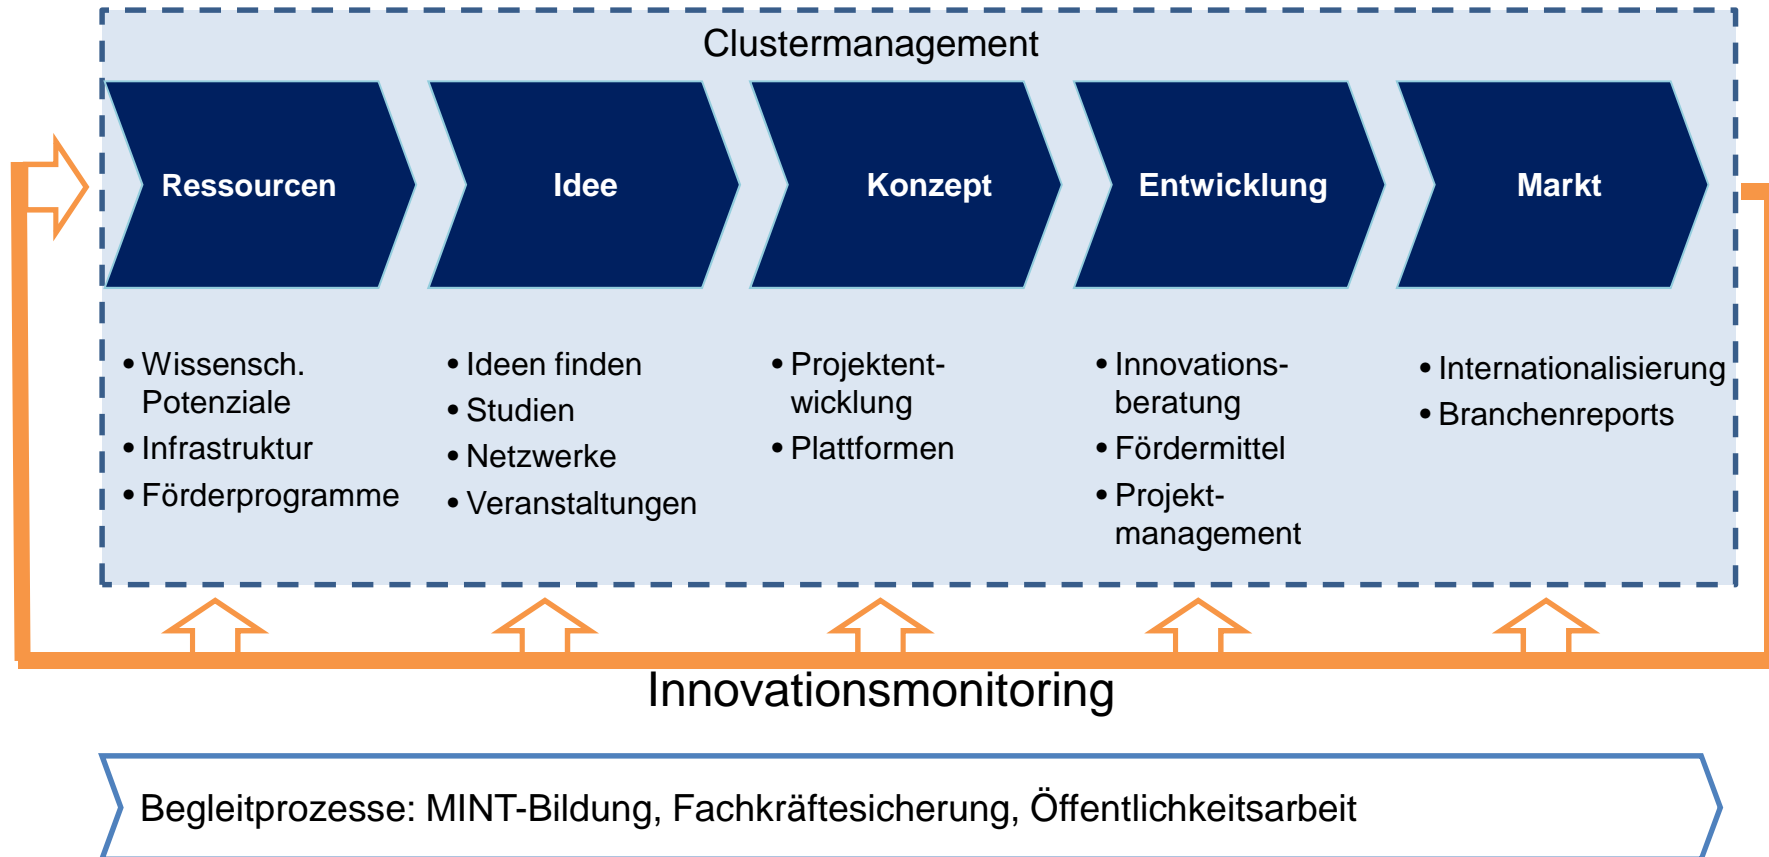 Clustermanagement
Ressourcen
Idee
Konzept
Entwicklung
Markt
• Wissensch.
Potenziale
• Infrastruktur
• Förderprogramme
• Ideen finden
• Studien
• Netzwerke
• Veranstaltungen
• Projektent-
wicklung
• Plattformen
• Innovations-
beratung
• Fördermittel
• Projekt-
management
• Internationalisierung
• Branchenreports
Innovationsmonitoring
Begleitprozesse: MINT-Bildung, Fachkräftesicherung, Öffentlichkeitsarbeit